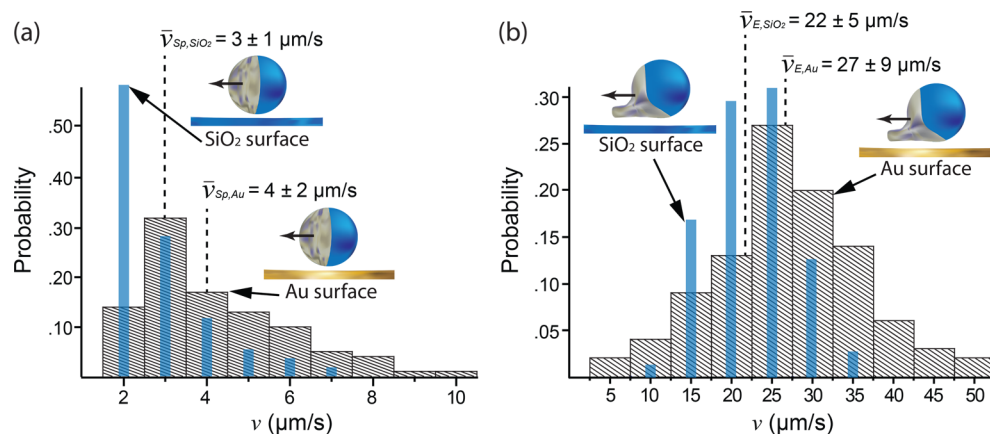 (a)
v̄Sp,SiO₂ = 3 ± 1 µm/s
SiO₂ surface
v̄Sp,Au = 4 ± 2 µm/s
Au surface
Probability
.50
.40
.30
.20
.10
2 4 6 8 10
v (µm/s)
(b)
v̄E,SiO₂ = 22 ± 5 µm/s
v̄E,Au = 27 ± 9 µm/s
SiO₂ surface
Au surface
Probability
.30
.25
.20
.15
.10
.05
5 10 15 20 25 30 35 40 45 50
v (µm/s)